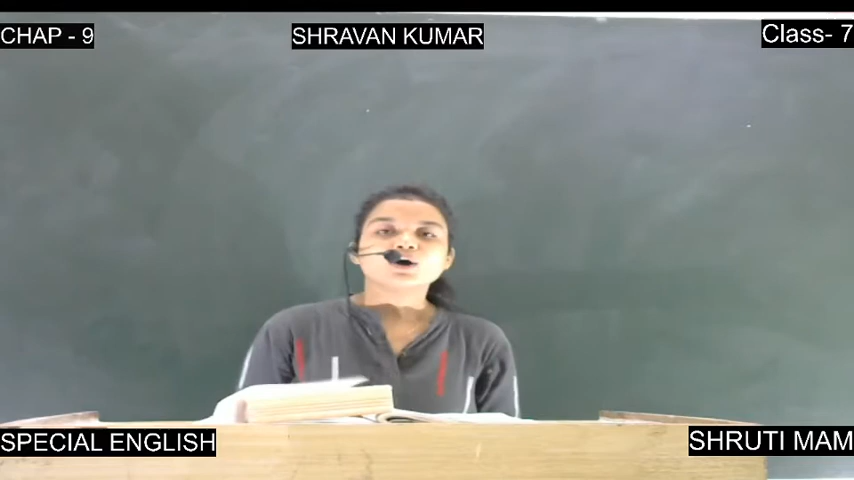 CHAP - 9
SHRAVAN KUMAR
Class- 7
SPECIAL ENGLISH
SHRUTI MAM